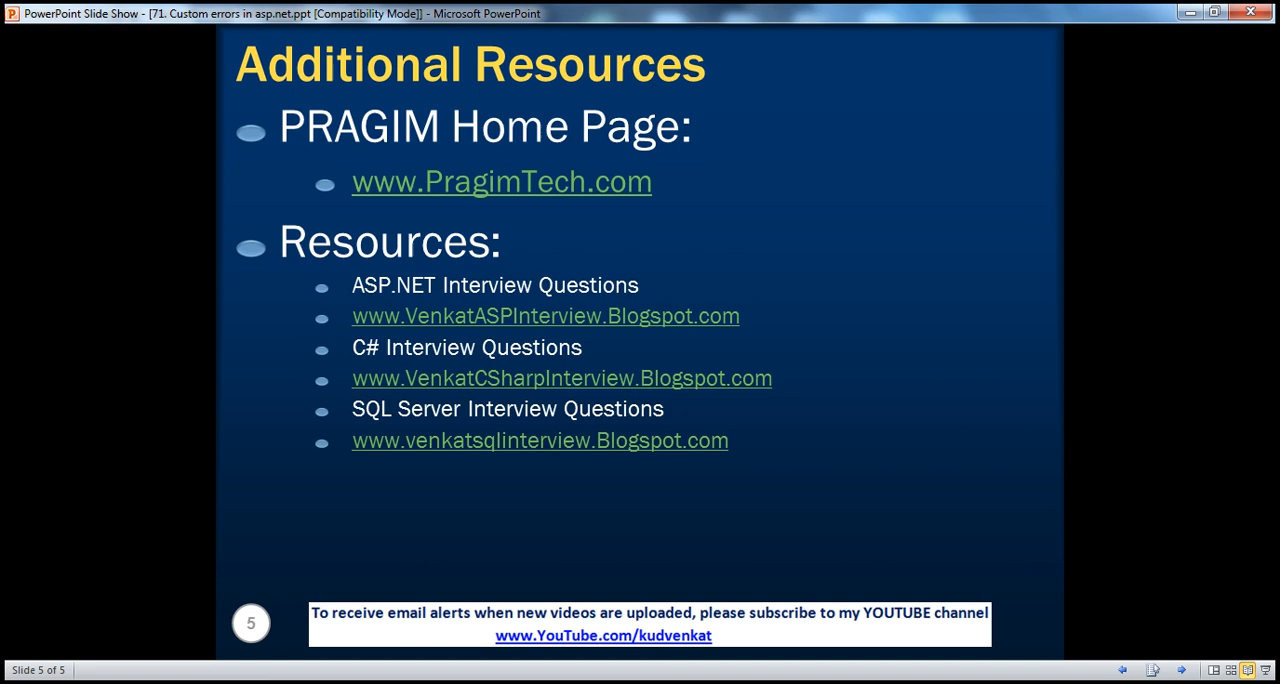 PowerPoint Slide Show - [71. Custom errors in asp.net.ppt [Compatibility Mode]] - Microsoft PowerPoint
Additional Resources
PRAGIM Home Page:
www.PragimTech.com
Resources:
ASP.NET Interview Questions
www.VenkatASPInterview.Blogspot.com
C# Interview Questions
www.VenkatCSharpInterview.Blogspot.com
SQL Server Interview Questions
www.venkatsqlinterview.Blogspot.com
5
To receive email alerts when new videos are uploaded, please subscribe to my YOUTUBE channel
www.YouTube.com/kudvenkat
Slide 5 of 5